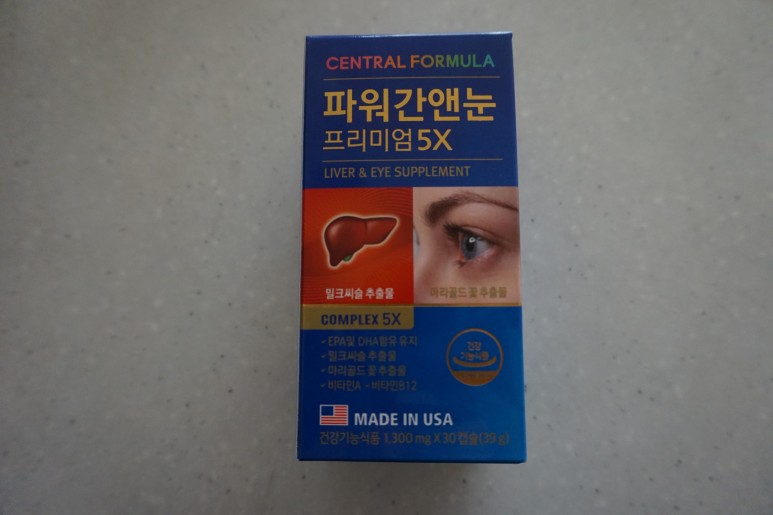 CENTRAL FORMULA
파워간앤눈
프리미엄 5X
LIVER & EYE SUPPLEMENT
밀크씨슬 추출물
마리골드 꽃 추출물
COMPLEX 5X
✓ EPA및 DHA함유 유지
✓ 밀크씨슬 추출물
✓ 마리골드 꽃 추출물
✓ 비타민A ✓ 비타민B12
건강
기능식품
MADE IN USA
건강기능식품 1,300 mg X 30 캡슐(39 g)